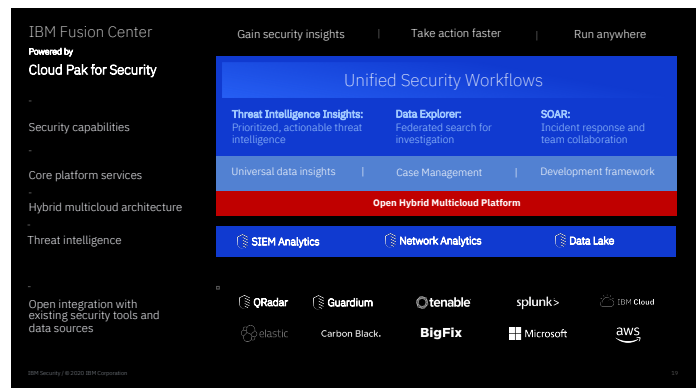 IBM Fusion Center
Powered by
Cloud Pak for Security
Gain security insights | Take action faster | Run anywhere
Unified Security Workflows
-
Security capabilities
Threat Intelligence Insights:
Prioritized, actionable threat
intelligence
Data Explorer:
Federated search for
investigation
SOAR:
Incident response and
team collaboration
-
Core platform services
Universal data insights | Case Management | Development framework
-
Hybrid multicloud architecture
Open Hybrid Multicloud Platform
-
Threat intelligence
SIEM Analytics
Network Analytics
Data Lake
-
Open integration with
existing security tools and
data sources
QRadar
Guardium
tenable
splunk>
IBM Cloud
elastic
Carbon Black.
BigFix
Microsoft
aws
IBM Security / © 2020 IBM Corporation
19